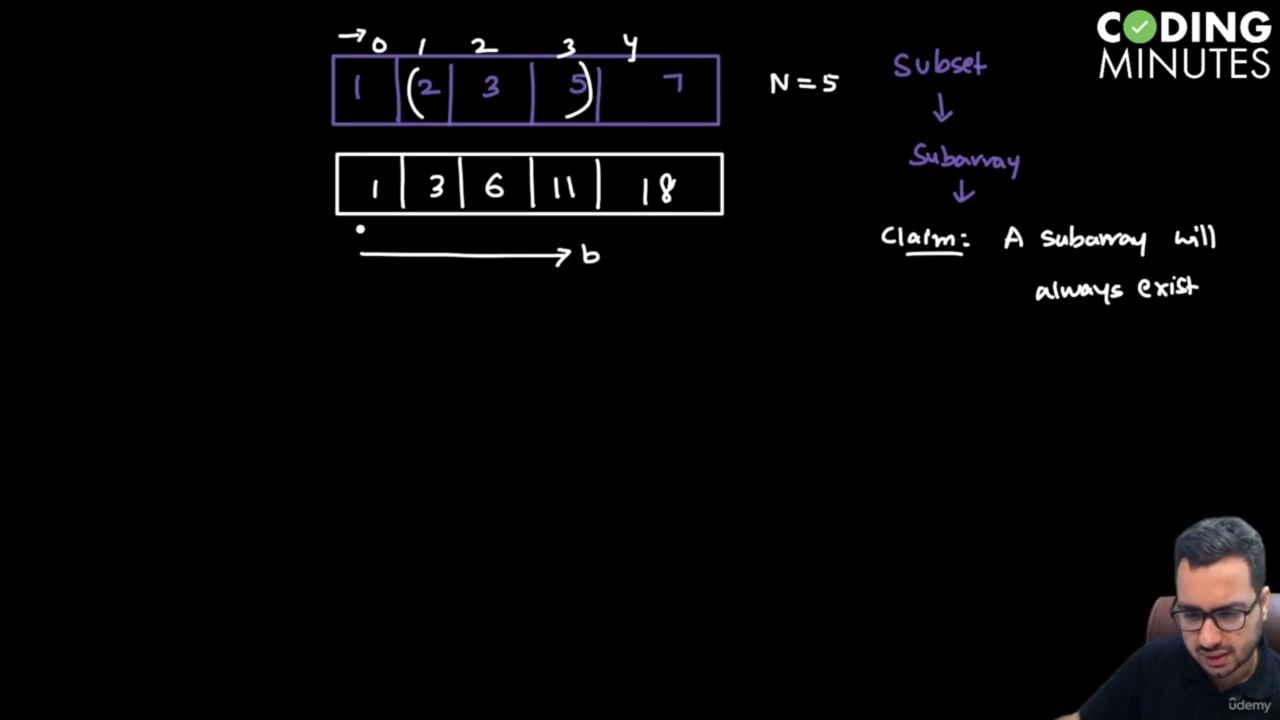 CODING
MINUTES
→ 0 1 2 3 4
1 (2 3 5) 7
N = 5
Subset
↓
Subarray
↓
1 3 6 11 18
→ b
Claim: A subarray will
always exist
ûdemy